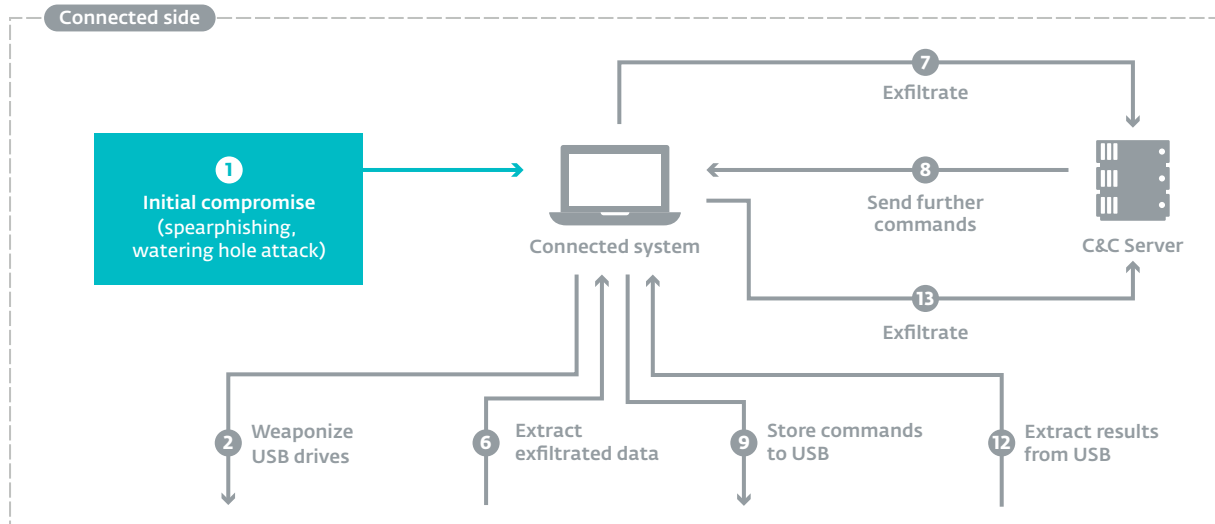 Connected side
7
Exfiltrate
1
Initial compromise
(spearphishing,
watering hole attack)
8
Send further
commands
Connected system
C&C Server
13
Exfiltrate
2
Weaponize
USB drives
6
Extract
exfiltrated data
9
Store commands
to USB
12
Extract results
from USB